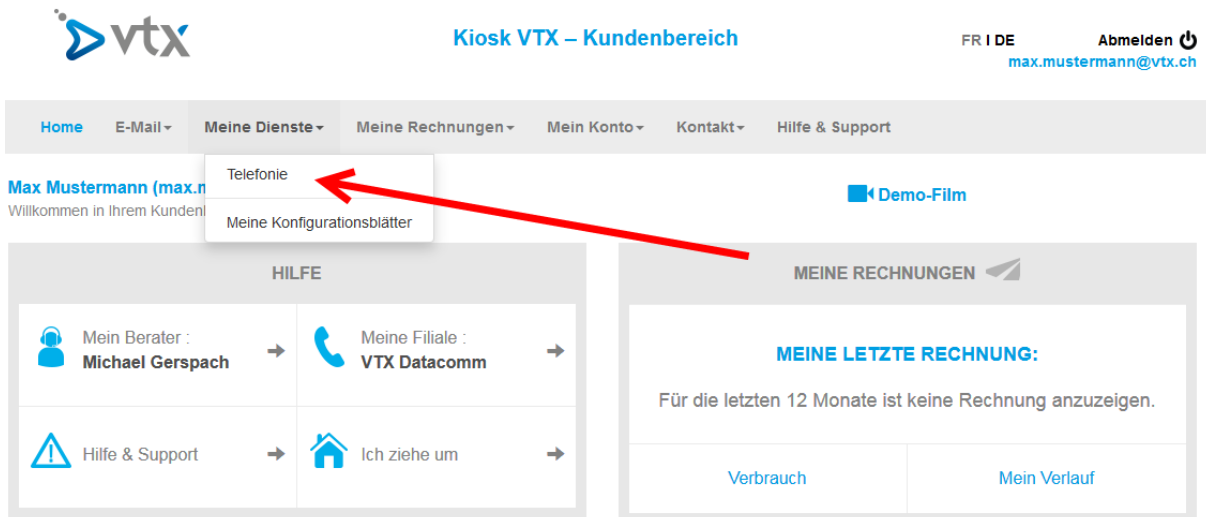 vtx
Kiosk VTX – Kundenbereich
FR I DE
Abmelden
max.mustermann@vtx.ch
Home
E-Mail
Meine Dienste
Meine Rechnungen
Mein Konto
Kontakt
Hilfe & Support
Telefonie
Meine Konfigurationsblätter
Max Mustermann (max.m
Willkommen in Ihrem Kunden
Demo-Film
HILFE
Mein Berater :
Michael Gerspach
Meine Filiale :
VTX Datacomm
Hilfe & Support
Ich ziehe um
MEINE RECHNUNGEN
MEINE LETZTE RECHNUNG:
Für die letzten 12 Monate ist keine Rechnung anzuzeigen.
Verbrauch
Mein Verlauf